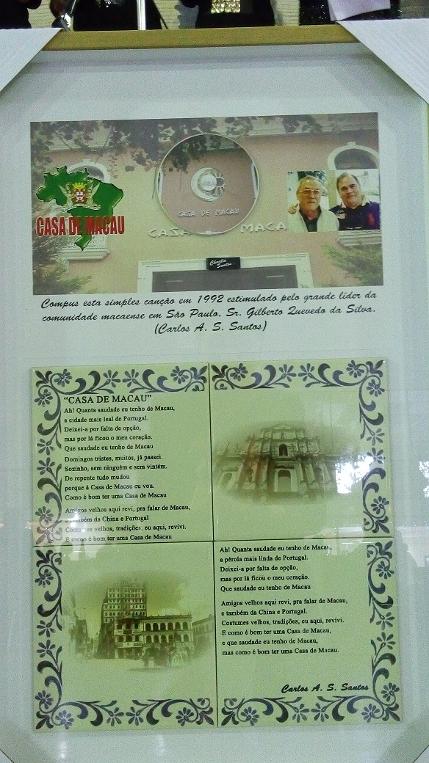 CASA DE MACAU
CASA DE MACAU
CASA MACA
Compus esta simples canção em 1992 estimulado pelo grande líder da
comunidade macaense em São Paulo, Sr. Gilberto Quevedo da Silva.
(Carlos A. S. Santos)
"CASA DE MACAU"
Ah! Quanta saudade eu tenho de Macau,
a cidade mais leal de Portugal.
Deixei-a por falta de opção,
mas por lá ficou o meu coração.
Que saudade eu tenho de Macau
Domingos tristes, muitos, já passei.
Sozinho, sem ninguém e sem vintém.
De repente tudo mudou
porque à Casa de Macau eu vou.
Como é bom ter uma Casa de Macau
Amigos velhos aqui revi, pra falar de Macau,
também da China e Portugal
velhos, tradições, eu aqui, revivi.
E como é bom ter uma Casa de Macau
Ah! Quanta saudade eu tenho de Macau,
a pérola mais linda de Portugal.
Deixei-a por falta de opção,
mas por lá ficou o meu coração.
Que saudade eu tenho de Macau
Amigos velhos aqui revi, pra falar de Macau,
e também da China e Portugal.
Costumes velhos, tradições, eu aqui, revivi.
E como é bom ter uma Casa de Macau,
e que saudade eu tenho de Macau,
mas como é bom ter uma Casa de Macau.
Carlos A. S. Santos